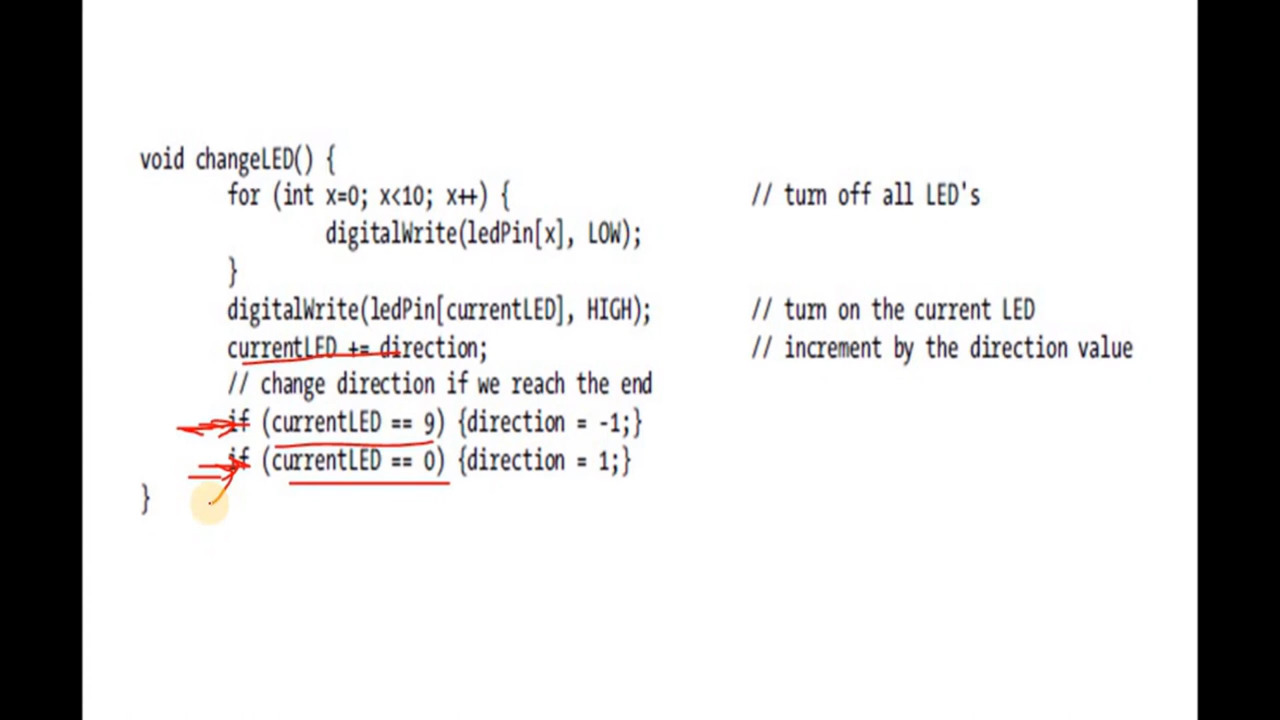 void changeLED() {
for (int x=0; x<10; x++) { // turn off all LED's
digitalWrite(ledPin[x], LOW);
}
digitalWrite(ledPin[currentLED], HIGH); // turn on the current LED
currentLED += direction; // increment by the direction value
// change direction if we reach the end
if (currentLED == 9) {direction = -1;}
if (currentLED == 0) {direction = 1;}
}